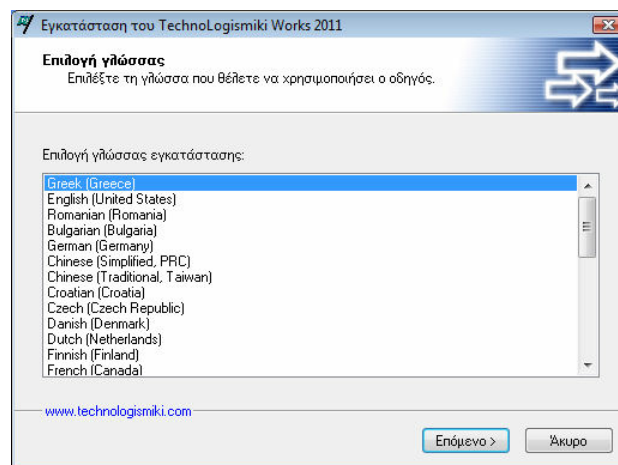 Εγκατάσταση του TechnoLogismiki Works 2011
Επιλογή γλώσσας
Επιλέξτε τη γλώσσα που θέλετε να χρησιμοποιήσει ο οδηγός.
Επιλογή γλώσσας εγκατάστασης:
Greek (Greece)
English (United States)
Romanian (Romania)
Bulgarian (Bulgaria)
German (Germany)
Chinese (Simplified, PRC)
Chinese (Traditional, Taiwan)
Croatian (Croatia)
Czech (Czech Republic)
Danish (Denmark)
Dutch (Netherlands)
Finnish (Finland)
French (Canada)
www.technologismiki.com
Επόμενο >
Άκυρο